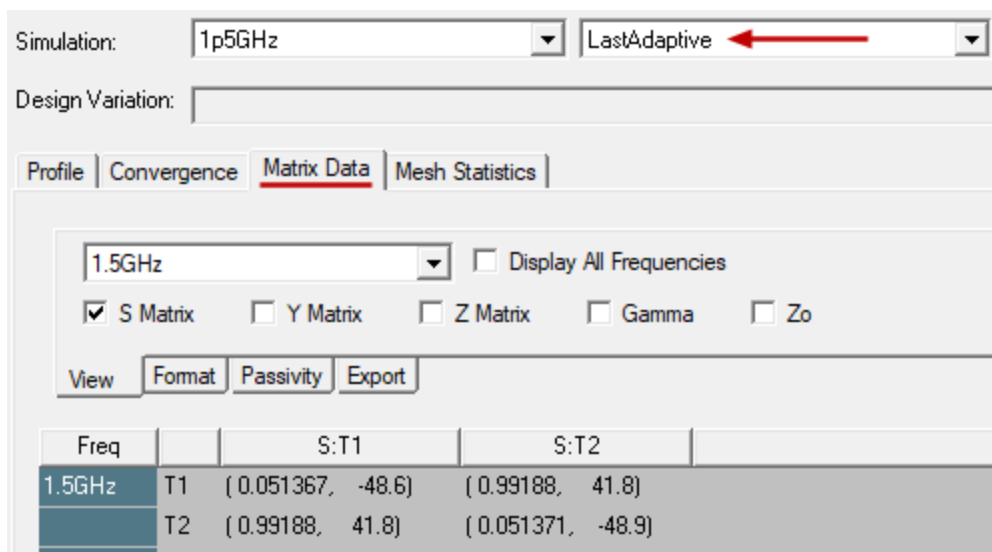 Simulation: 1p5GHz LastAdaptive
Design Variation:
Profile Convergence Matrix Data Mesh Statistics
1.5GHz Display All Frequencies
S Matrix Y Matrix Z Matrix Gamma Zo
View Format Passivity Export
Freq S:T1 S:T2
1.5GHz T1 ( 0.051367, -48.6) ( 0.99188, 41.8)
T2 ( 0.99188, 41.8) ( 0.051371, -48.9)